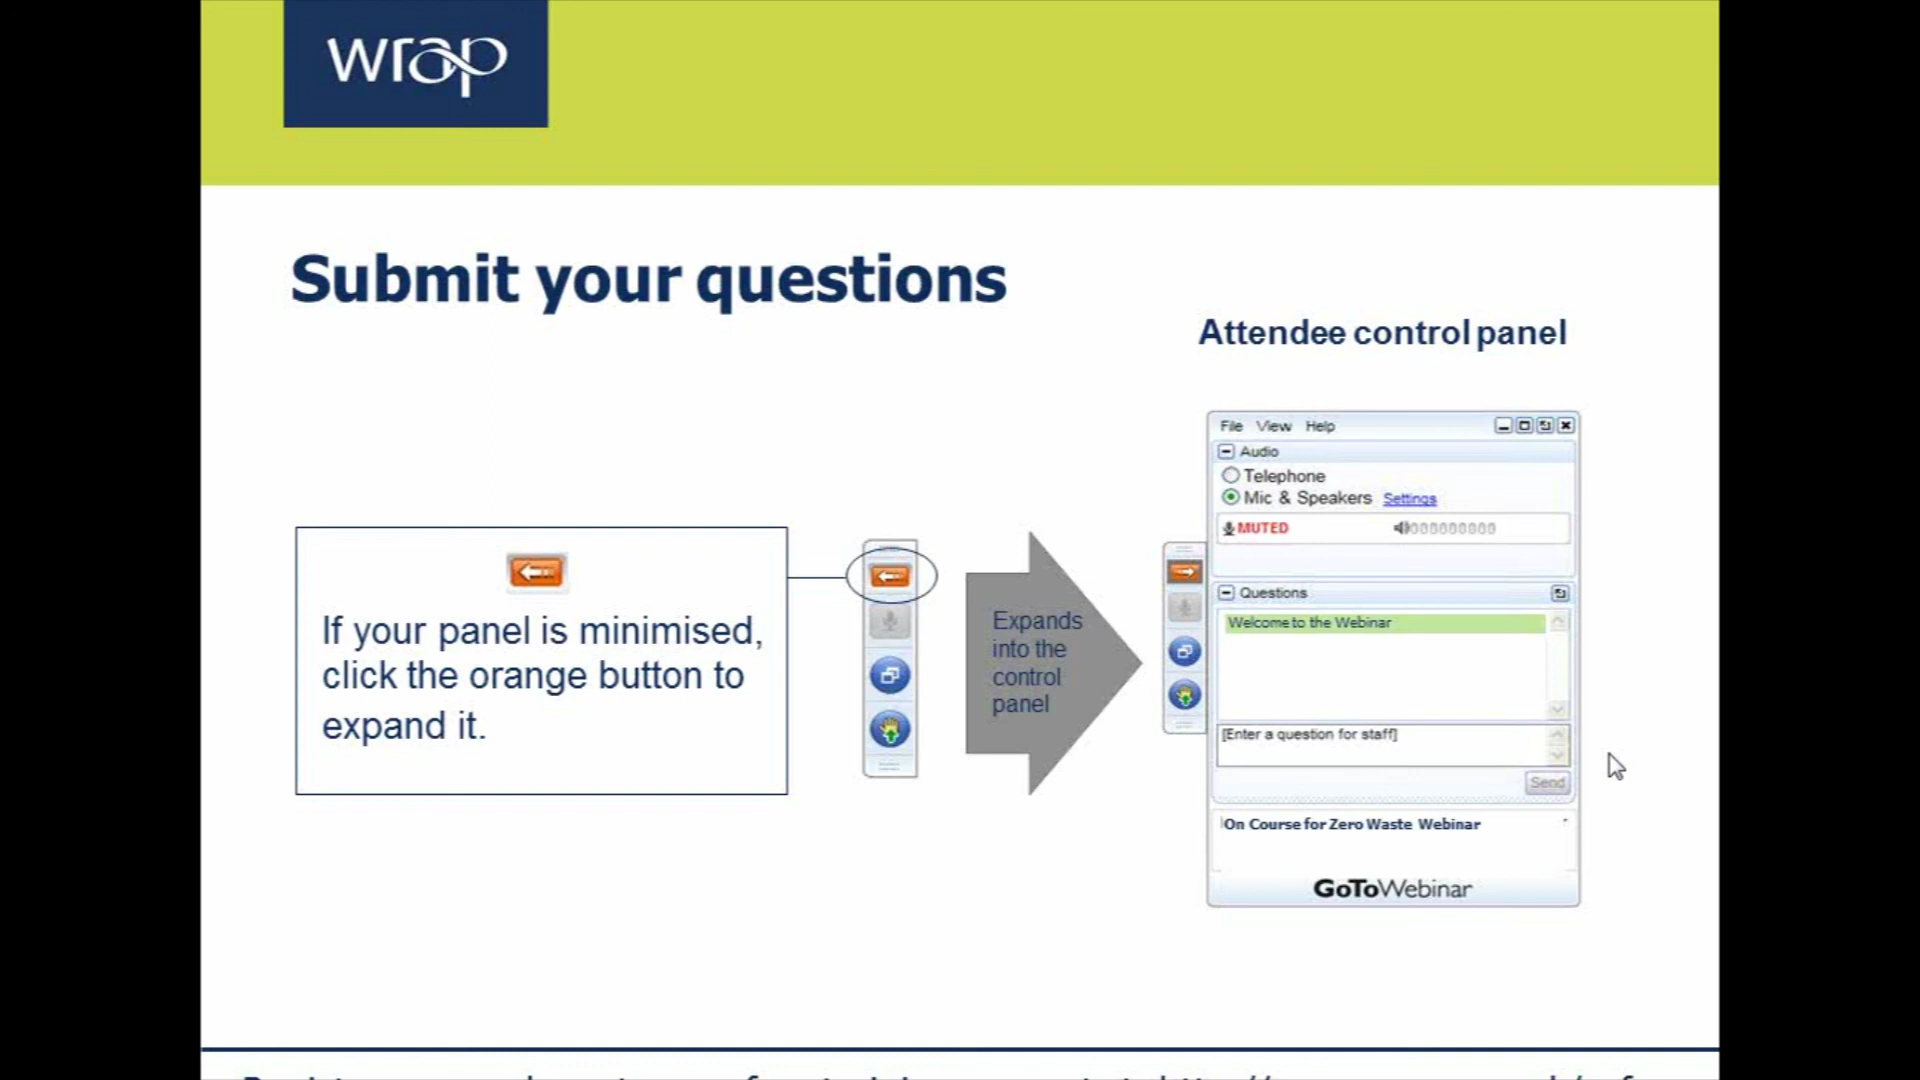 wrap
Submit your questions
Attendee control panel
If your panel is minimised,
click the orange button to
expand it.
Expands
into the
control
panel
File View Help
Audio
Telephone
Mic & Speakers Settings
MUTED
Questions
Welcome to the Webinar
[Enter a question for staff]
Send
On Course for Zero Waste Webinar
GoToWebinar